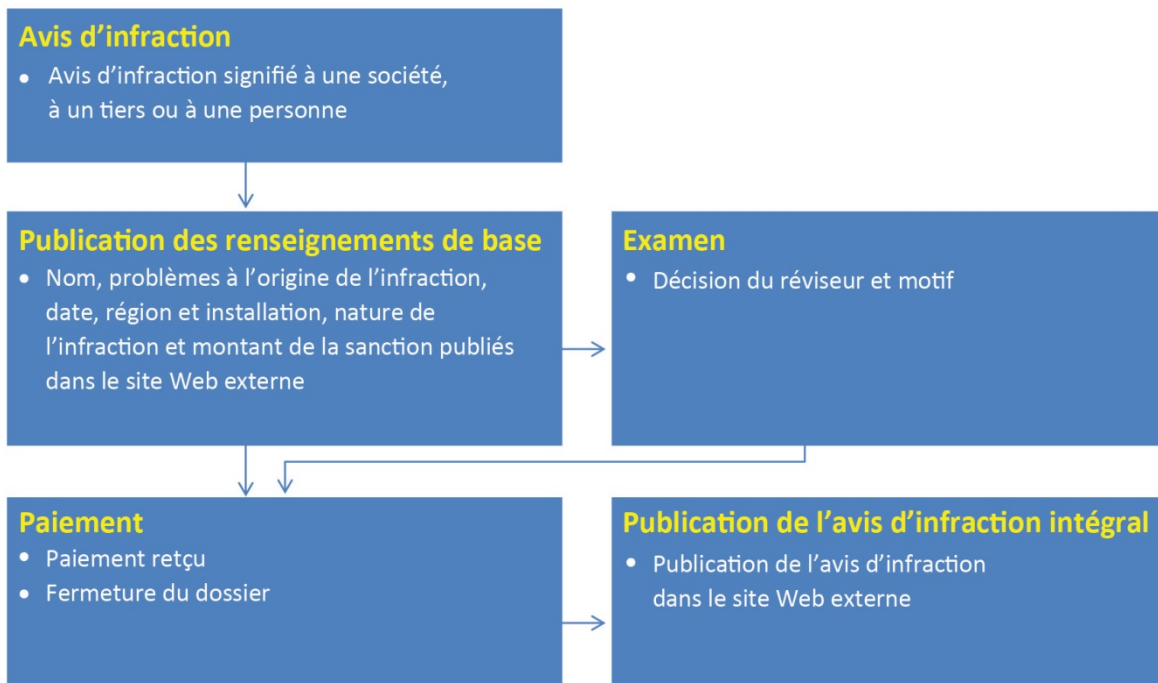 Avis d’infraction
• Avis d’infraction signifié à une société,
à un tiers ou à une personne
Publication des renseignements de base
• Nom, problèmes à l’origine de l’infraction,
date, région et installation, nature de
l’infraction et montant de la sanction publiés
dans le site Web externe
Examen
• Décision du réviseur et motif
Paiement
• Paiement retçu
• Fermeture du dossier
Publication de l’avis d’infraction intégral
• Publication de l’avis d’infraction
dans le site Web externe